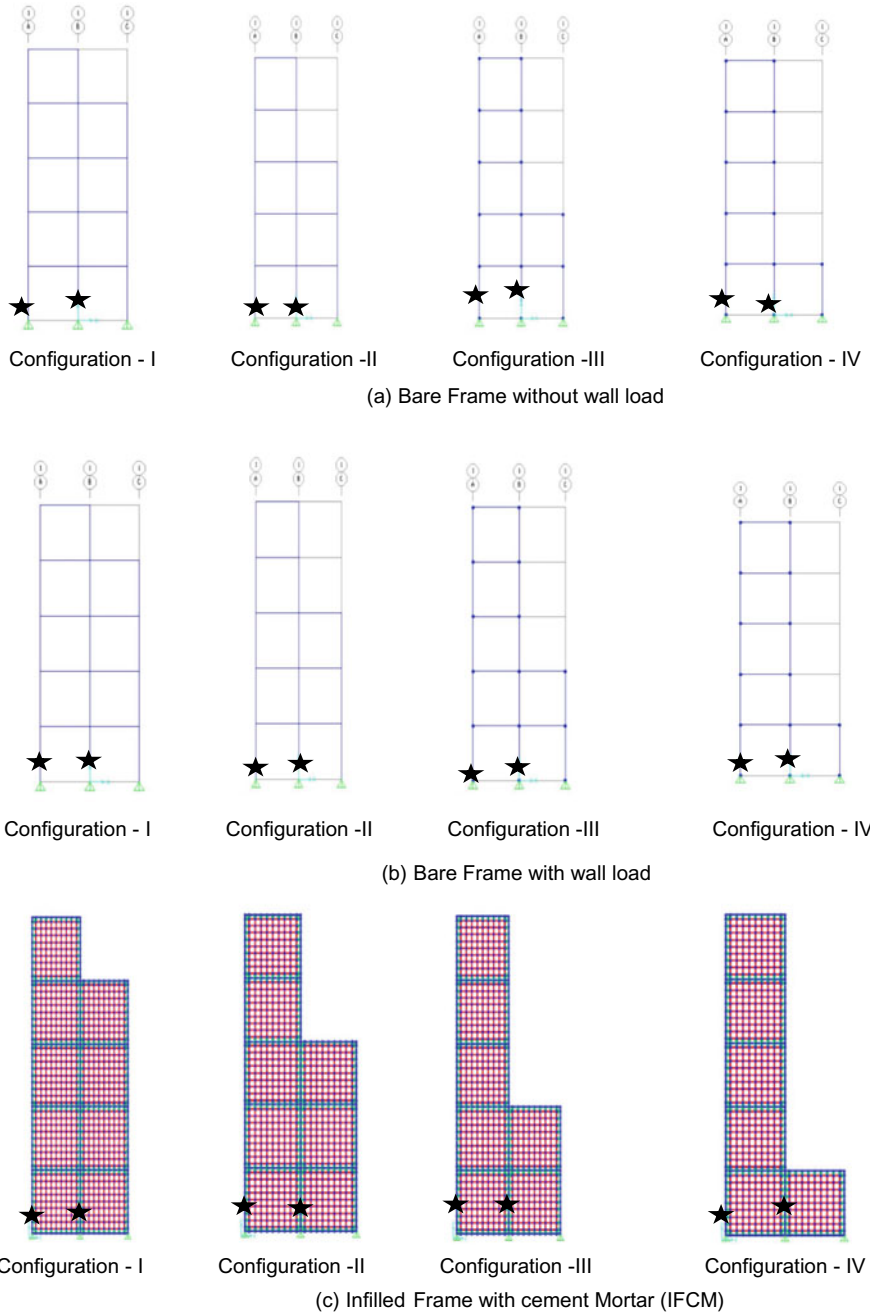 A B C
A B C
A B C
A B C
Configuration - I Configuration -II Configuration -III Configuration - IV
(a) Bare Frame without wall load
A B C
A B C
A B C
A B C
Configuration - I Configuration -II Configuration -III Configuration - IV
(b) Bare Frame with wall load
Configuration - I Configuration -II Configuration -III Configuration - IV
(c) Infilled Frame with cement Mortar (IFCM)